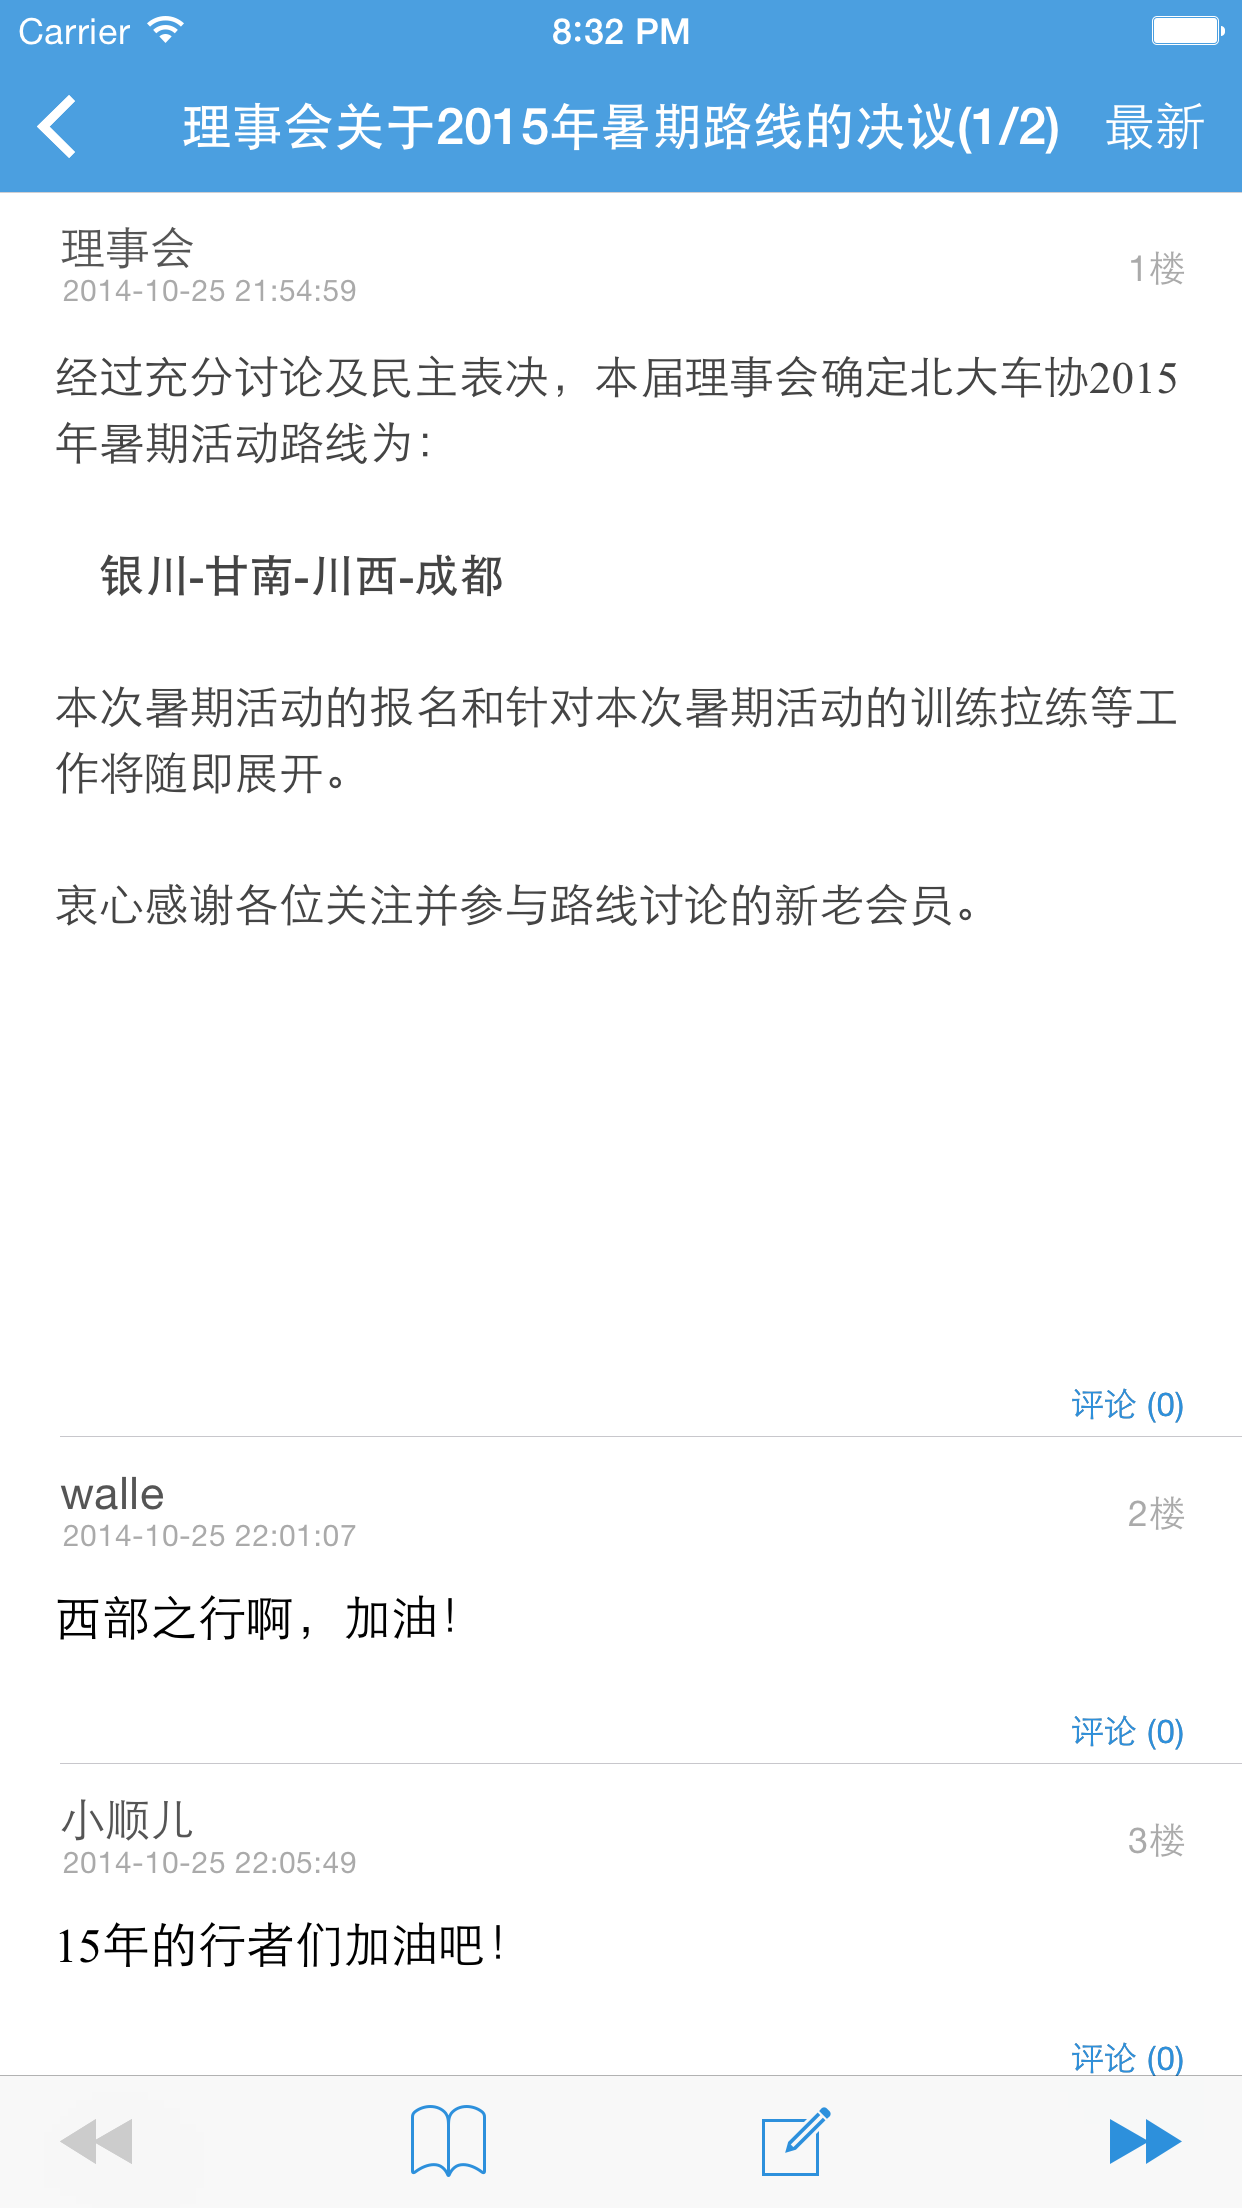 Carrier 8:32 PM
理事会关于2015年暑期路线的决议(1/2) 最新
理事会
2014-10-25 21:54:59
1楼
经过充分讨论及民主表决，本届理事会确定北大车协2015
年暑期活动路线为：
银川-甘南-川西-成都
本次暑期活动的报名和针对本次暑期活动的训练拉练等工
作将随即展开。
衷心感谢各位关注并参与路线讨论的新老会员。
评论 (0)
walle
2014-10-25 22:01:07
2楼
西部之行啊，加油！
评论 (0)
小顺儿
2014-10-25 22:05:49
3楼
15年的行者们加油吧！
评论 (0)